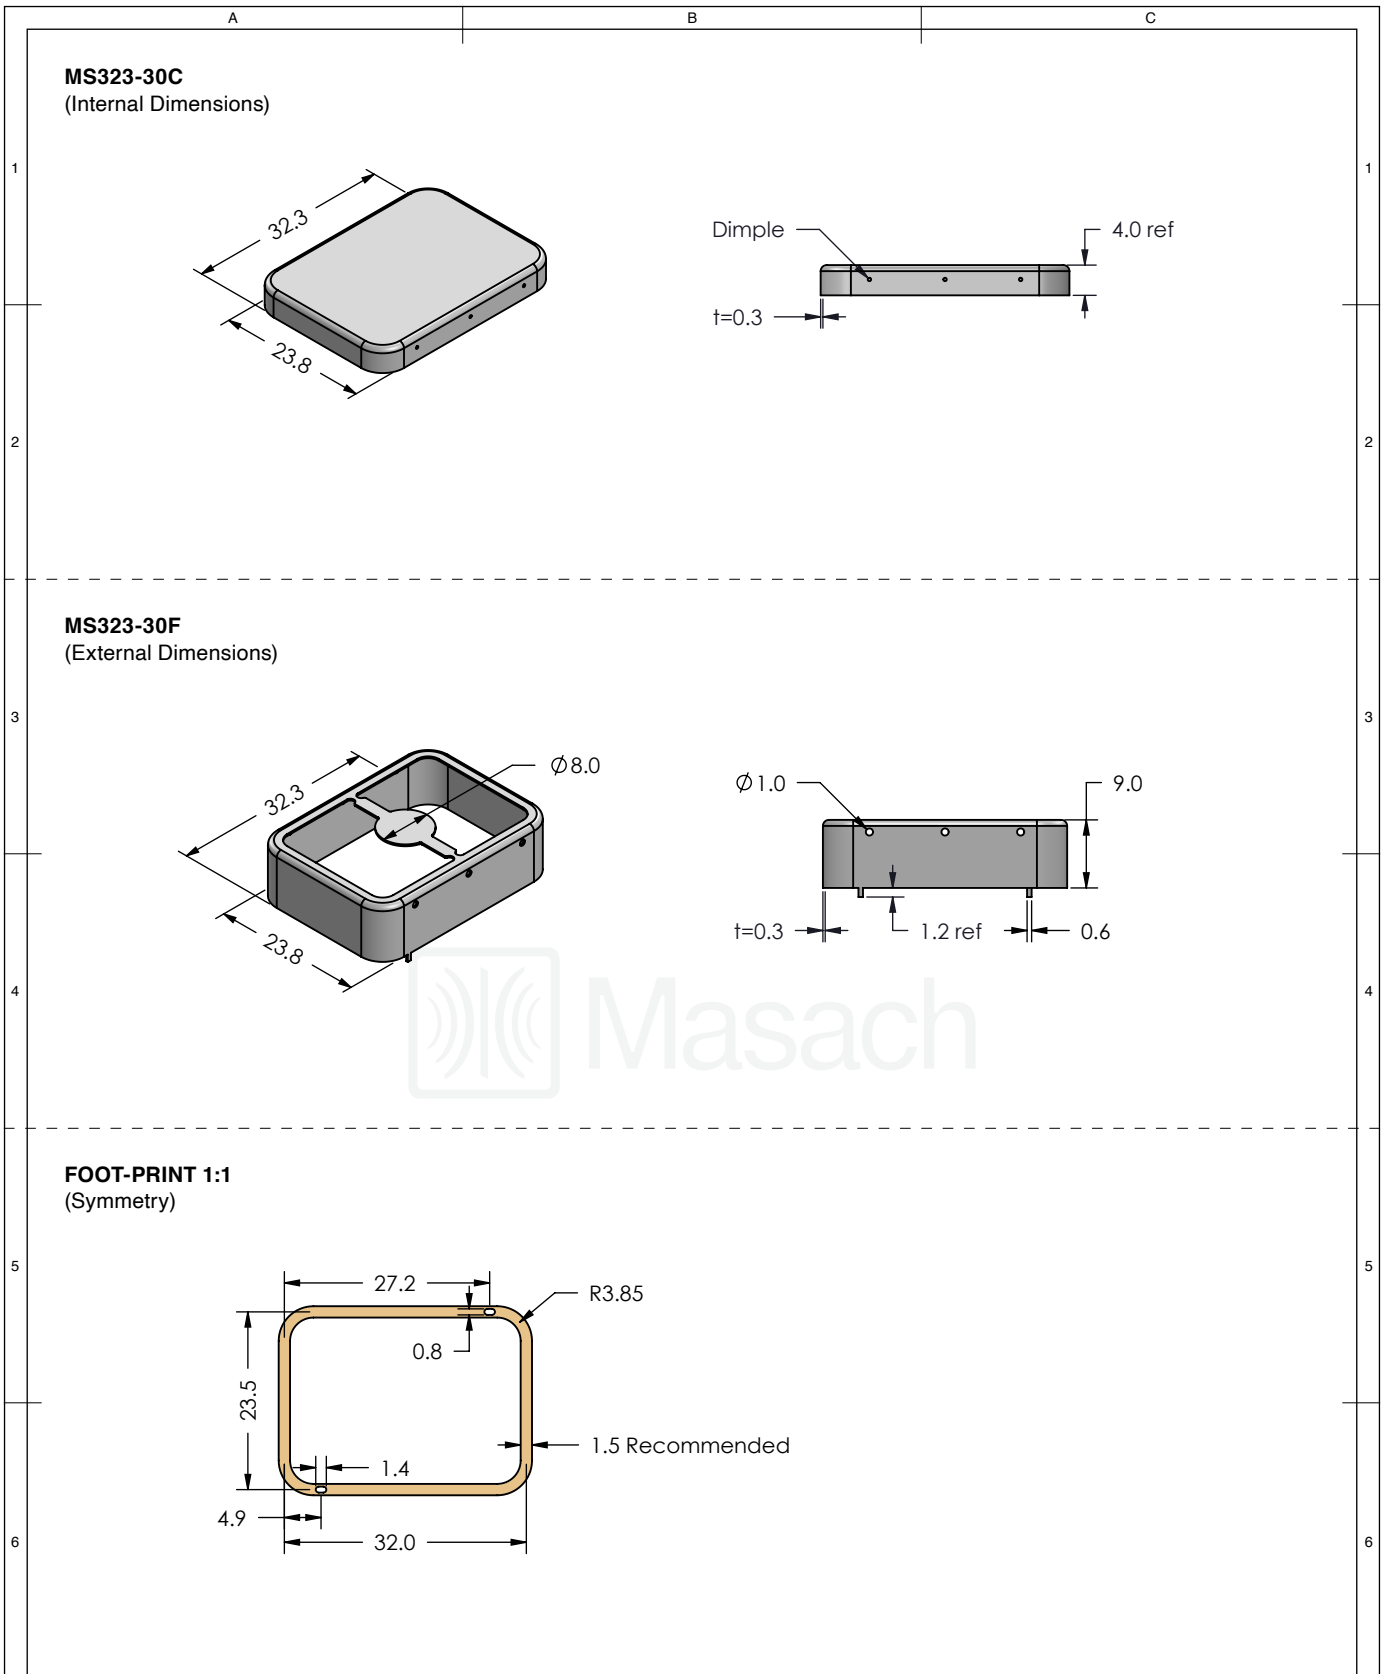 A B C
MS323-30C
(Internal Dimensions)
1 1
32.3
23.8
Dimple
4.0 ref
t=0.3
2 2
MS323-30F
(External Dimensions)
3 3
32.3
23.8
Ø8.0
Ø1.0
9.0
t=0.3
1.2 ref
0.6
Masach
4 4
FOOT-PRINT 1:1
(Symmetry)
5 5
27.2
R3.85
0.8
23.5
1.5 Recommended
1.4
4.9
32.0
6 6